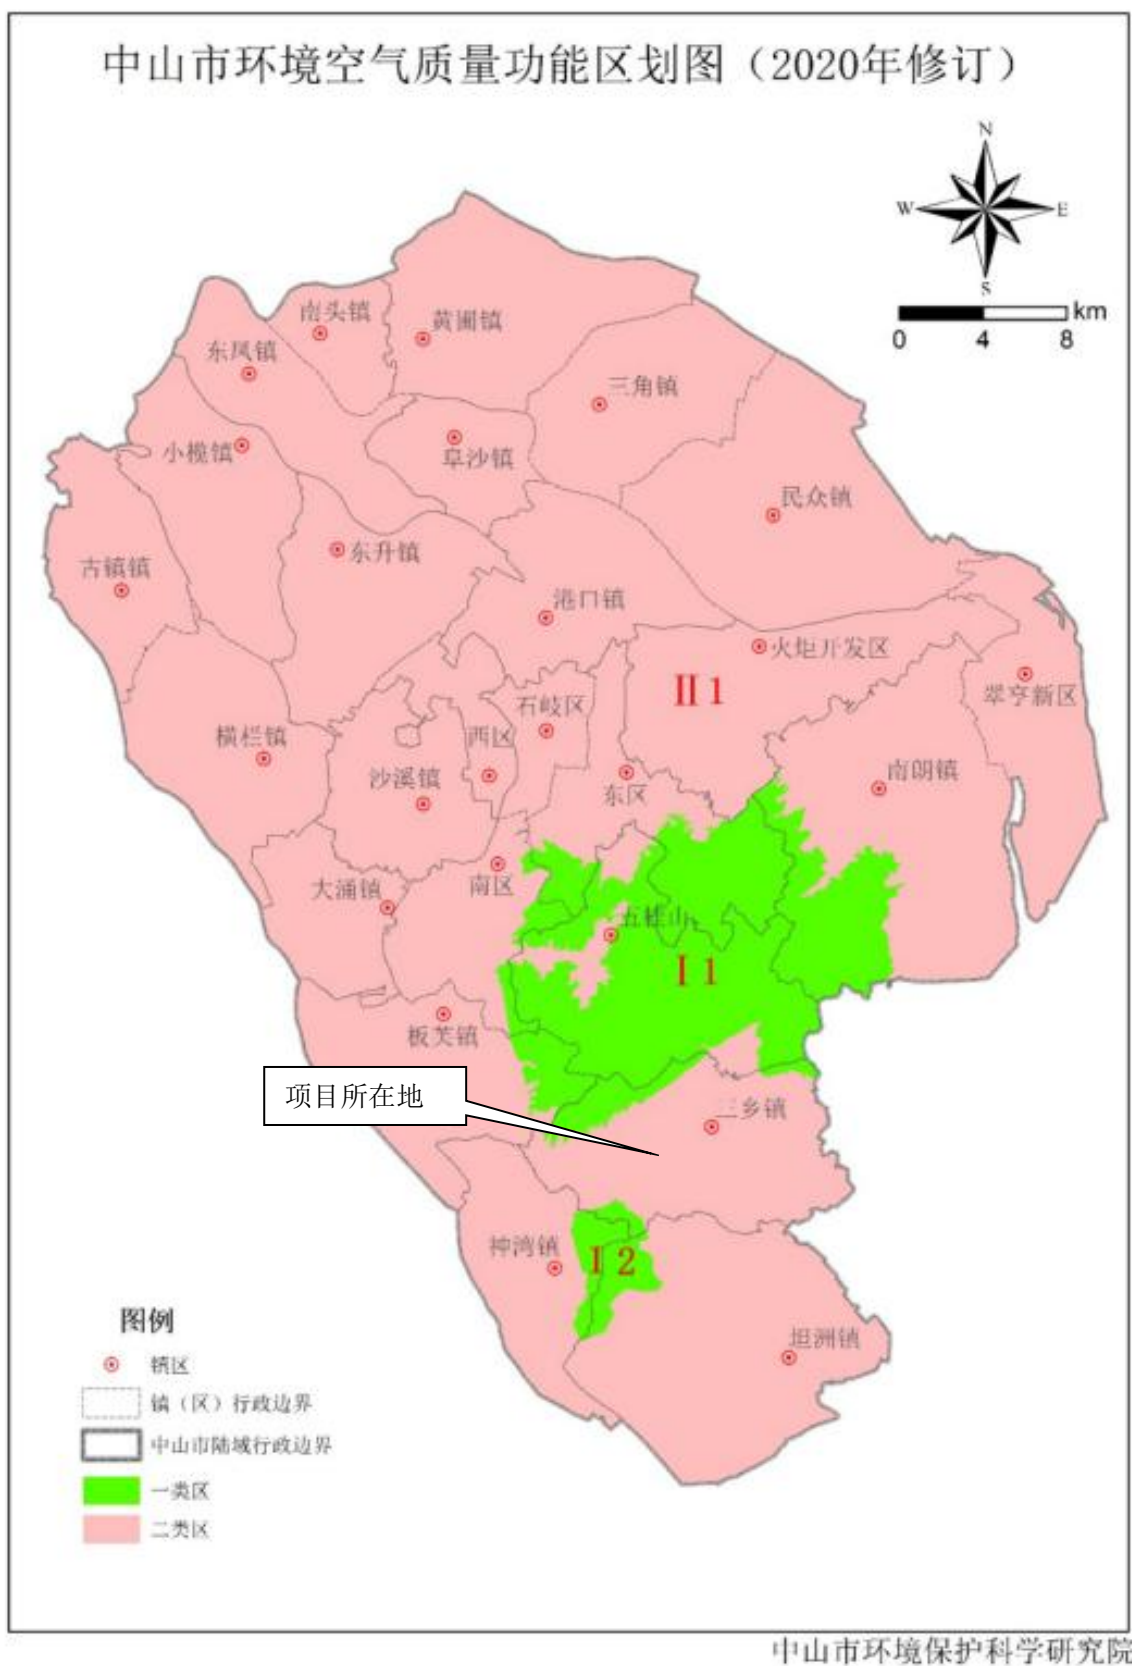 中山市环境空气质量功能区划图（2020年修订）
N
W
E
S
km
0 4 8
南头镇
黄圃镇
东凤镇
三角镇
小榄镇
阜沙镇
民众镇
东升镇
古镇镇
港口镇
火炬开发区
翠亨新区
II 1
石岐区
横栏镇
西区
沙溪镇
东区
南朗镇
大涌镇
南区
五桂山
I 1
板芙镇
项目所在地
三乡镇
神湾镇
I 2
坦洲镇
图例
镇区
镇（区）行政边界
中山市陆域行政边界
一类区
二类区
中山市环境保护科学研究院